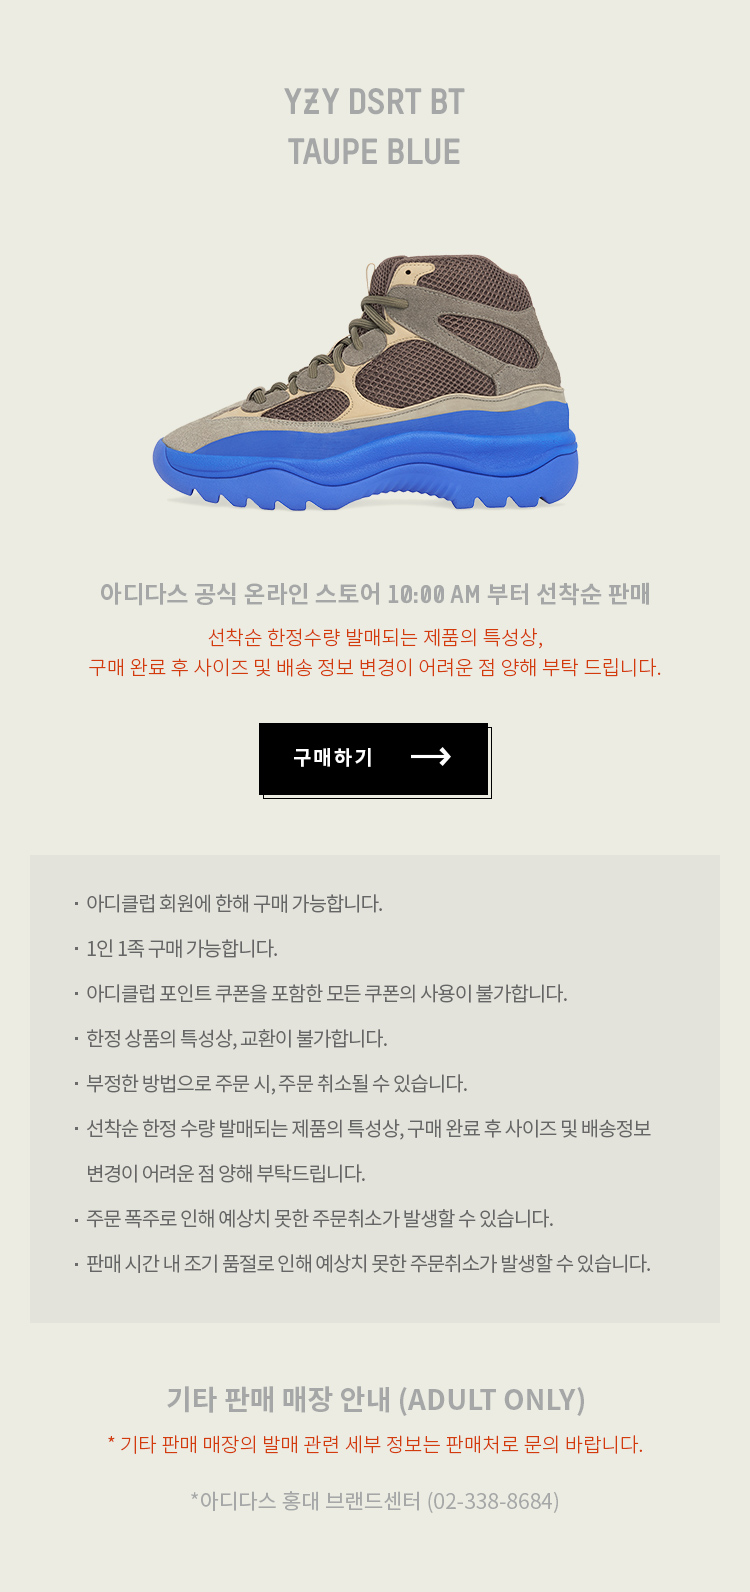 YƵY DSRT BT
TAUPE BLUE
아디다스 공식 온라인 스토어 10:00 AM 부터 선착순 판매
선착순 한정수량 발매되는 제품의 특성상,
구매 완료 후 사이즈 및 배송 정보 변경이 어려운 점 양해 부탁 드립니다.
구매하기 →
· 아디클럽 회원에 한해 구매 가능합니다.
· 1인 1족 구매 가능합니다.
· 아디클럽 포인트 쿠폰을 포함한 모든 쿠폰의 사용이 불가합니다.
· 한정 상품의 특성상, 교환이 불가합니다.
· 부정한 방법으로 주문 시, 주문 취소될 수 있습니다.
· 선착순 한정 수량 발매되는 제품의 특성상, 구매 완료 후 사이즈 및 배송정보
변경이 어려운 점 양해 부탁드립니다.
· 주문 폭주로 인해 예상치 못한 주문취소가 발생할 수 있습니다.
· 판매 시간 내 조기 품절로 인해 예상치 못한 주문취소가 발생할 수 있습니다.
기타 판매 매장 안내 (ADULT ONLY)
* 기타 판매 매장의 발매 관련 세부 정보는 판매처로 문의 바랍니다.
*아디다스 홍대 브랜드센터 (02-338-8684)